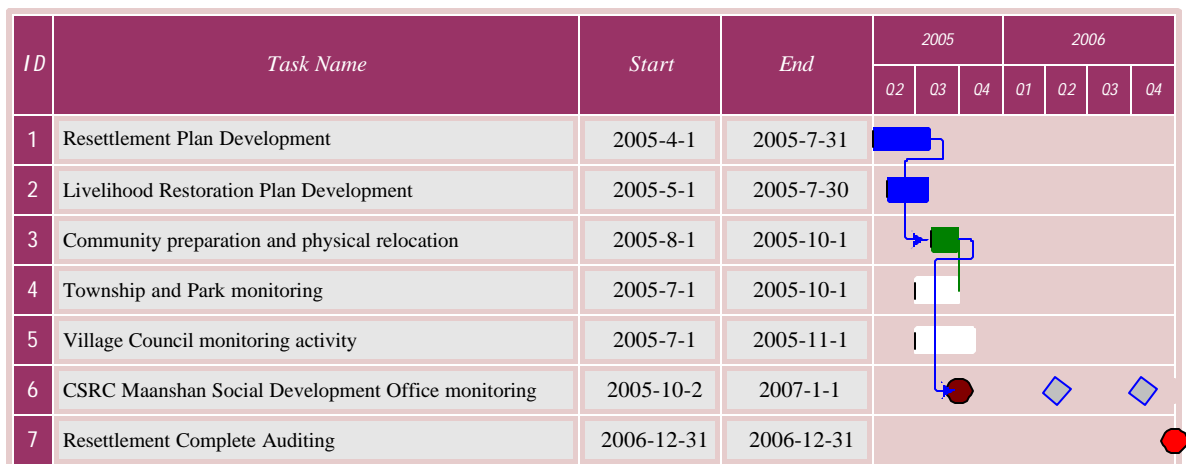 ID Task Name Start End 2005 2006
Q2 Q3 Q4 Q1 Q2 Q3 Q4
1 Resettlement Plan Development 2005-4-1 2005-7-31
2 Livelihood Restoration Plan Development 2005-5-1 2005-7-30
3 Community preparation and physical relocation 2005-8-1 2005-10-1
4 Township and Park monitoring 2005-7-1 2005-10-1
5 Village Council monitoring activity 2005-7-1 2005-11-1
6 CSRC Maanshan Social Development Office monitoring 2005-10-2 2007-1-1
7 Resettlement Complete Auditing 2006-12-31 2006-12-31